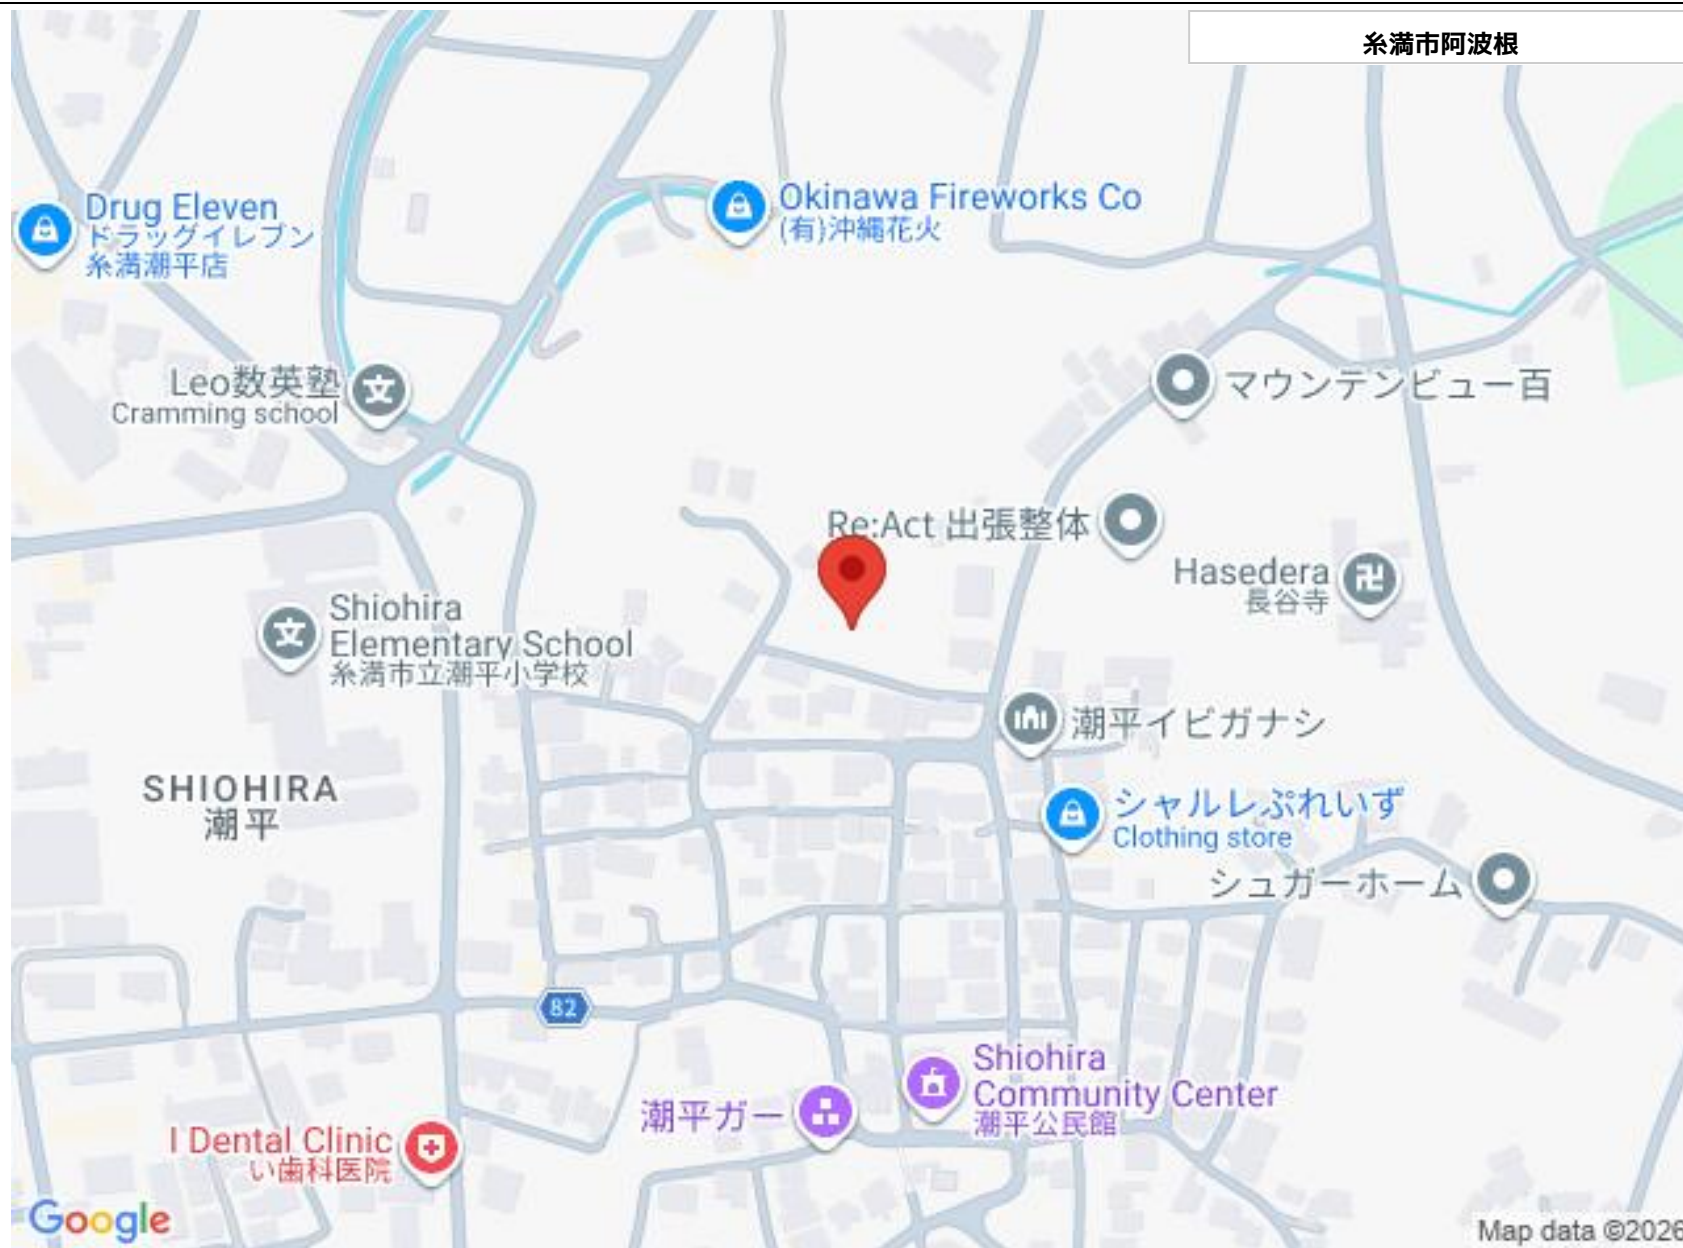 糸満市阿波根
Okinawa Fireworks Co
(有)沖縄花火
Drug Eleven
ドラッグイレブン
糸満潮平店
Leo数英塾
Cramming school
マウンテンビュー百
Re:Act 出張整体
Hasedera
長谷寺
Shiohira
Elementary School
糸満市立潮平小学校
潮平イビガナシ
SHIOHIRA
潮平
シャルレぷれいず
Clothing store
シュガーホーム
82
Shiohira
Community Center
潮平公民館
潮平ガー
I Dental Clinic
い歯科医院
Google
Map data ©2026